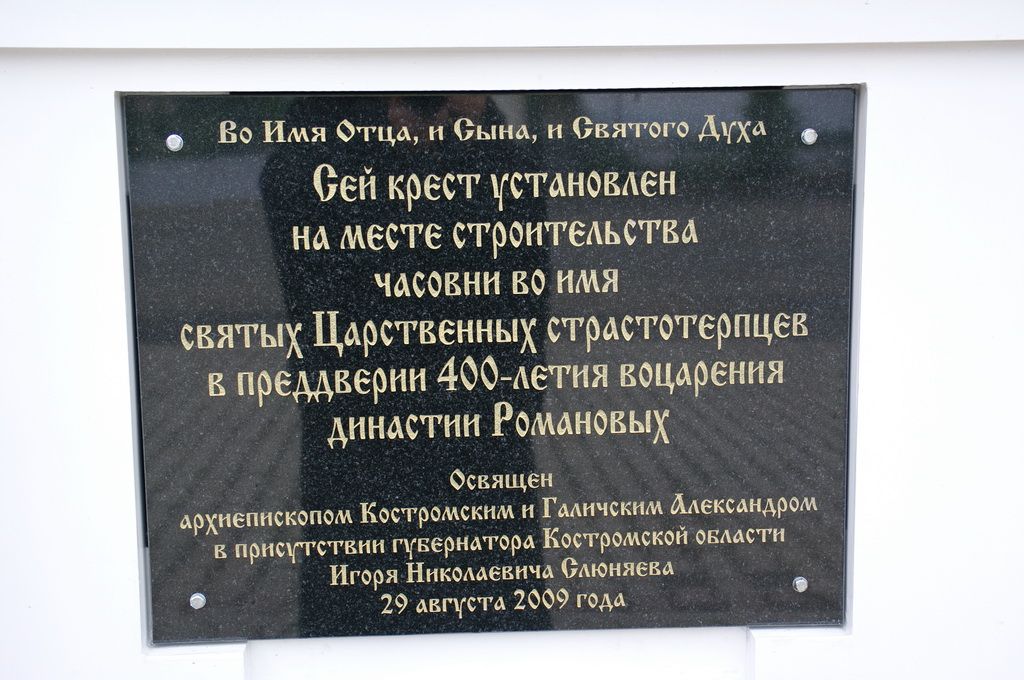 Во Имя Отца, и Сына, и Святого Духа
Сей крест установлен
на месте строительства
часовни во имя
святых Царственных страстотерпцев
в преддверии 400-летия воцарения
династии Романовых
Освящен
архиепископом Костромским и Галичским Александром
в присутствии губернатора Костромской области
Игоря Николаевича Слюняева
29 августа 2009 года